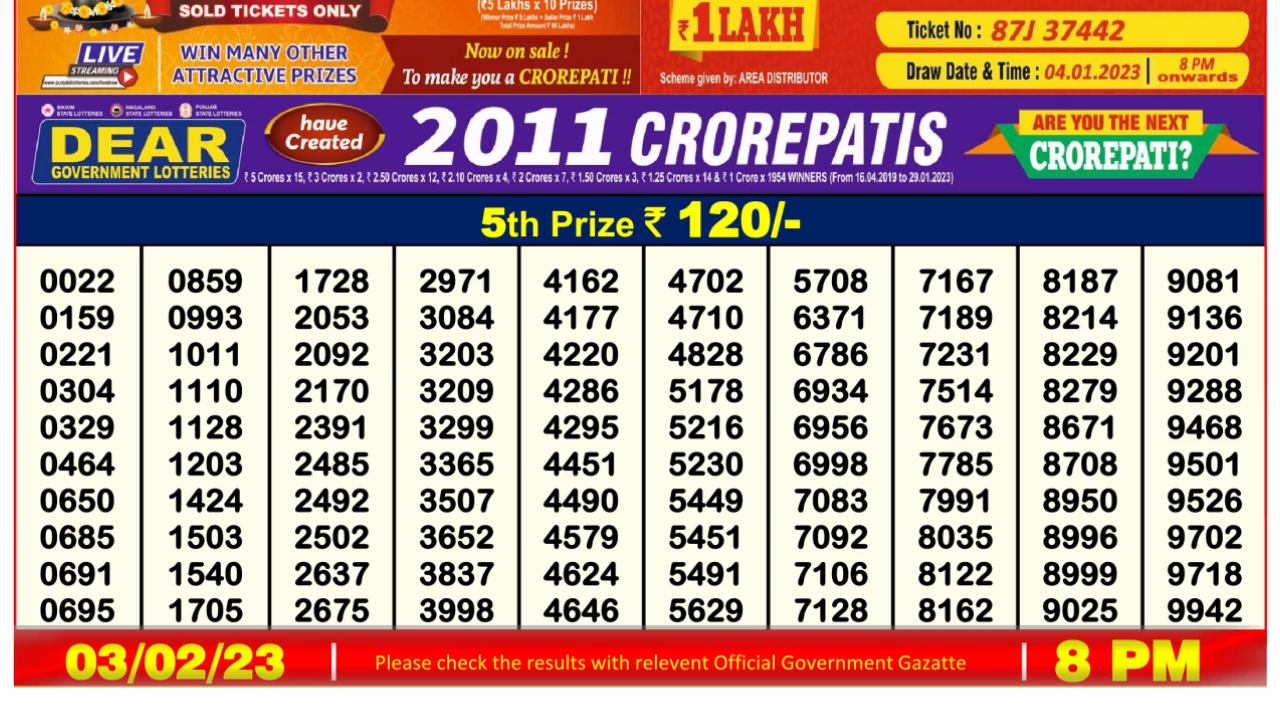 SOLD TICKETS ONLY
LIVE
STREAMING
WIN MANY OTHER
ATTRACTIVE PRIZES
(₹5 Lakhs x 10 Prizes)
Now on sale !
To make you a CROREPATI !!
₹1 LAKH
Scheme given by: AREA DISTRIBUTOR
Ticket No : 87J 37442
Draw Date & Time : 04.01.2023 | 8 PM onwards
SIKKIM STATE LOTTERIES NAGALAND STATE LOTTERIES PUNJAB STATE LOTTERIES
DEAR
GOVERNMENT LOTTERIES
have
Created
2011 CROREPATIS
₹ 5 Crores x 15, ₹ 3 Crores x 2, ₹ 2.50 Crores x 12, ₹ 2.10 Crores x 4, ₹ 2 Crores x 7, ₹ 1.50 Crores x 3, ₹ 1.25 Crores x 14 & ₹ 1 Crore x 1954 WINNERS (From 16.04.2019 to 29.01.2023)
ARE YOU THE NEXT
CROREPATI?
5th Prize ₹ 120/-
0022 0859 1728 2971 4162 4702 5708 7167 8187 9081
0159 0993 2053 3084 4177 4710 6371 7189 8214 9136
0221 1011 2092 3203 4220 4828 6786 7231 8229 9201
0304 1110 2170 3209 4286 5178 6934 7514 8279 9288
0329 1128 2391 3299 4295 5216 6956 7673 8671 9468
0464 1203 2485 3365 4451 5230 6998 7785 8708 9501
0650 1424 2492 3507 4490 5449 7083 7991 8950 9526
0685 1503 2502 3652 4579 5451 7092 8035 8996 9702
0691 1540 2637 3837 4624 5491 7106 8122 8999 9718
0695 1705 2675 3998 4646 5629 7128 8162 9025 9942
03/02/23 | Please check the results with relevent Official Government Gazatte | 8 PM